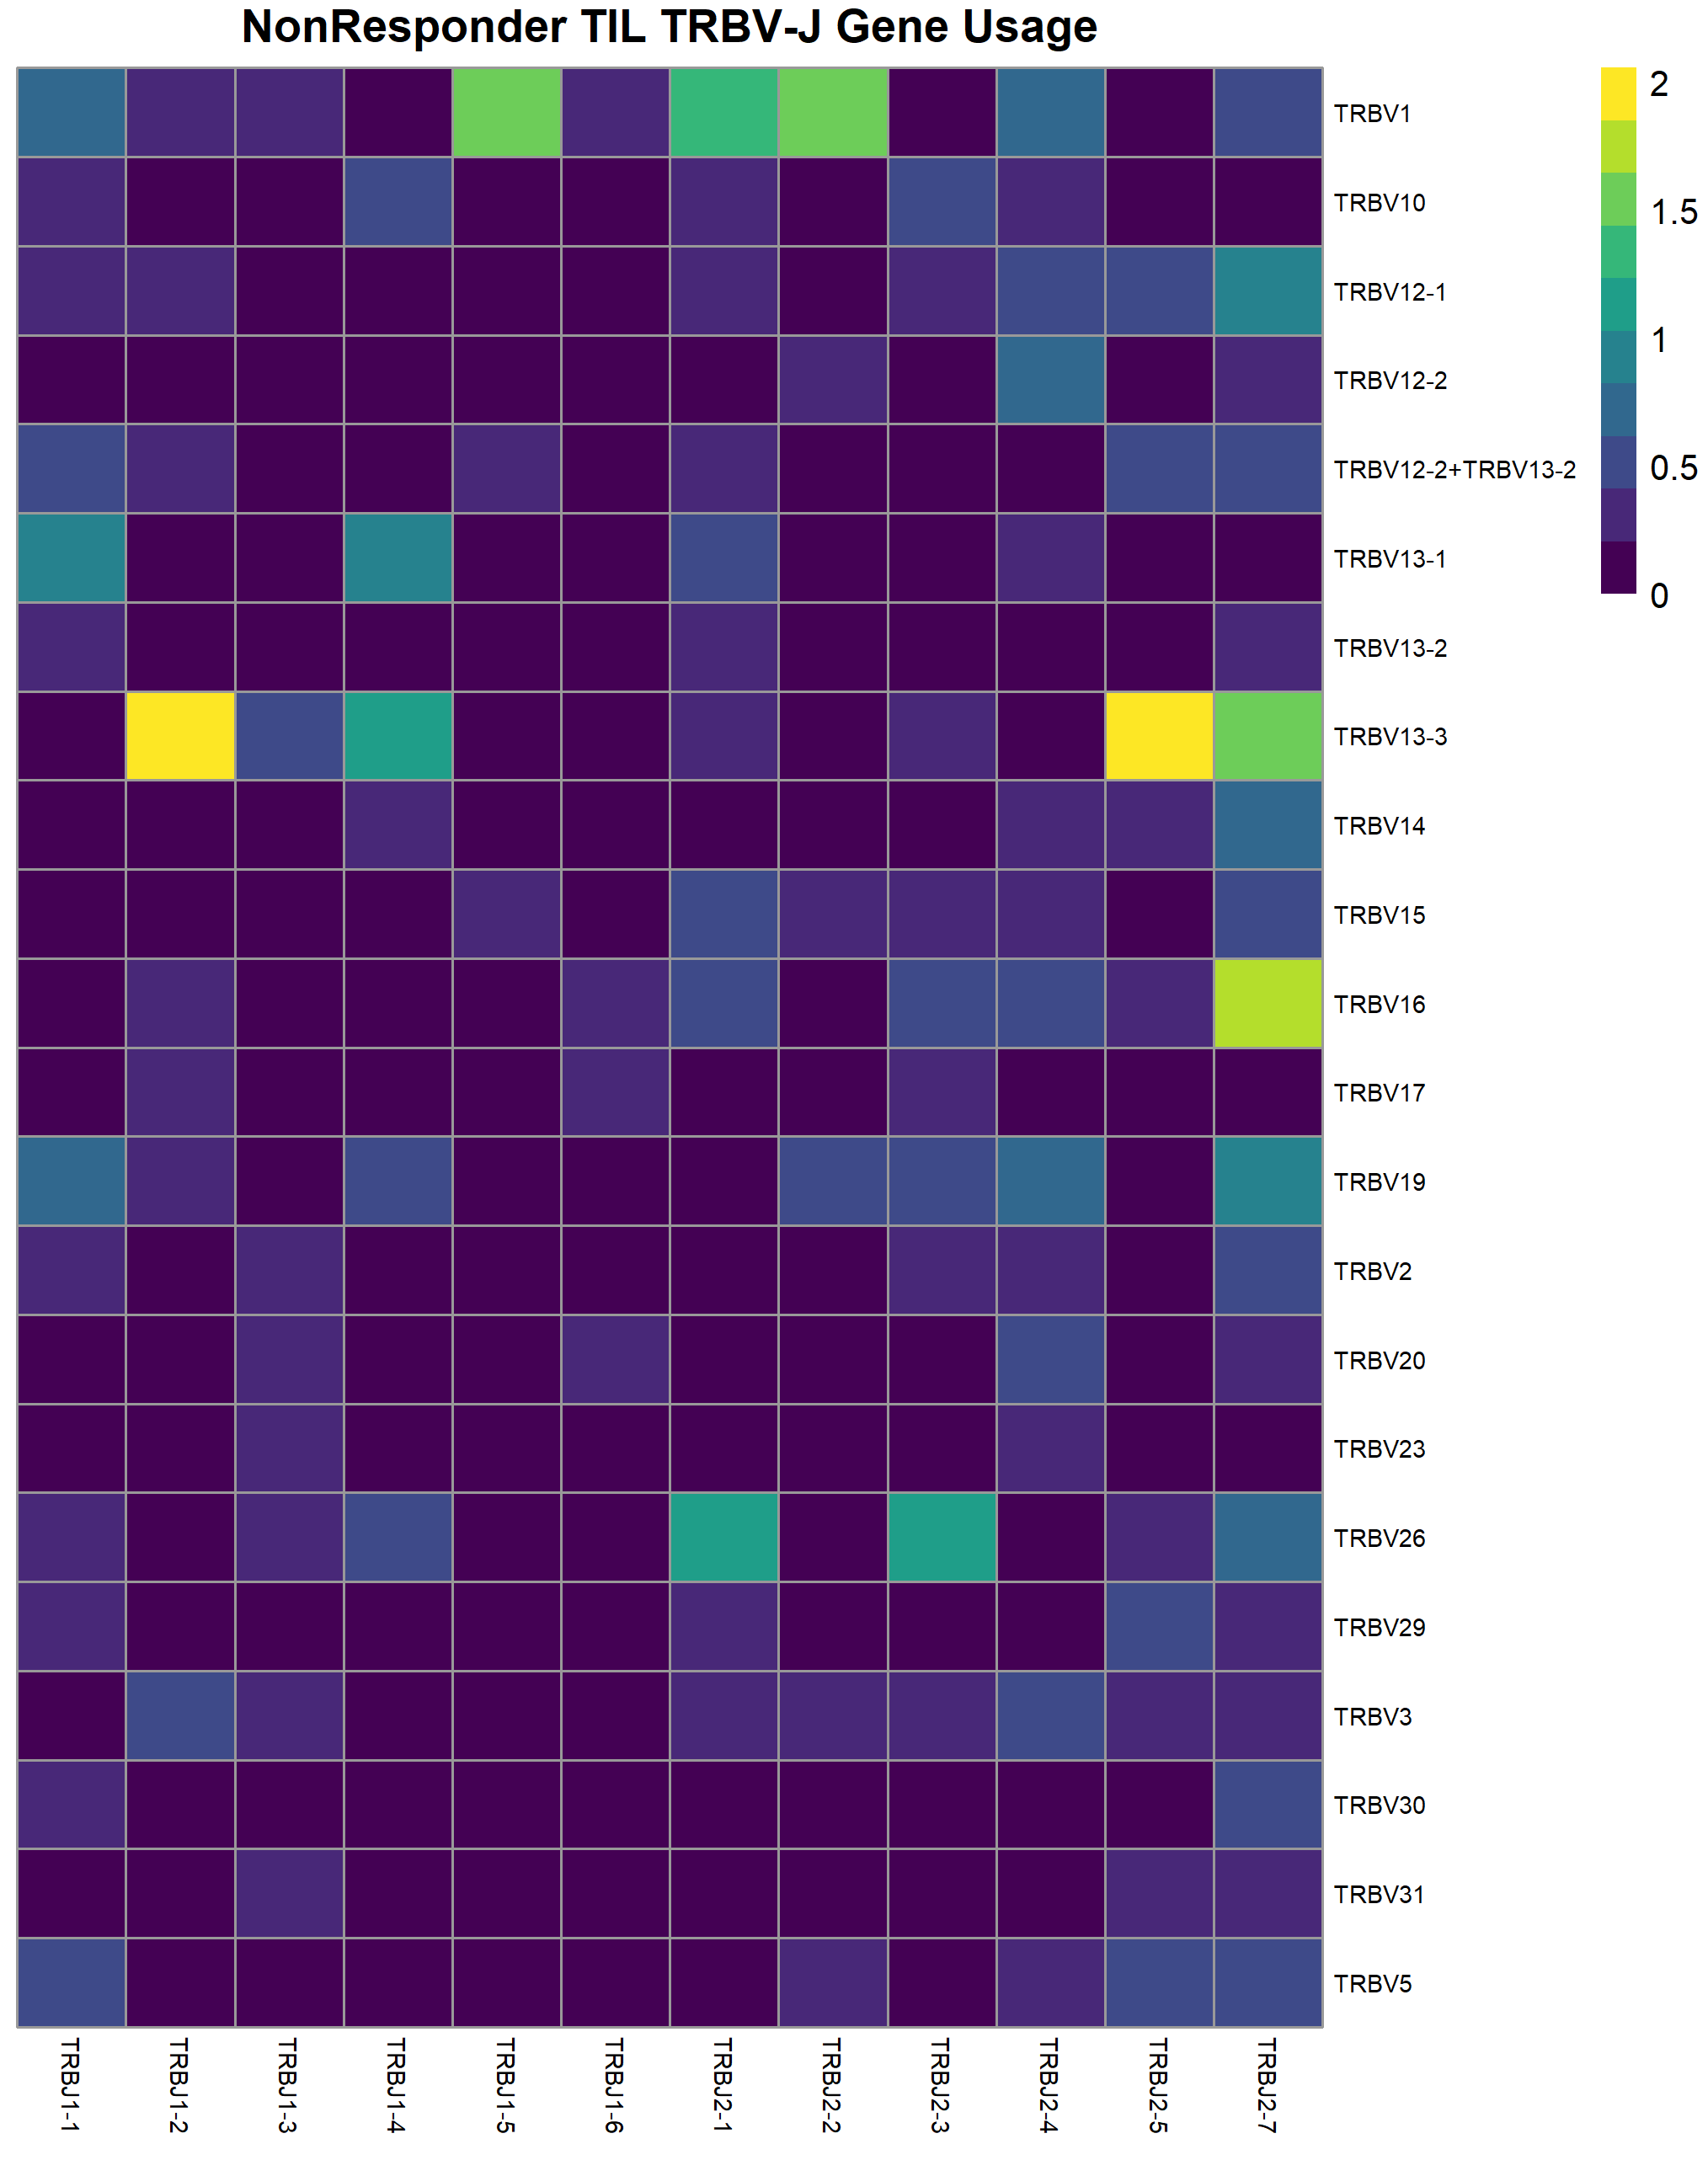 NonResponder TIL TRBV-J Gene Usage
TRBV1
TRBV10
TRBV12-1
TRBV12-2
TRBV12-2+TRBV13-2
TRBV13-1
TRBV13-2
TRBV13-3
TRBV14
TRBV15
TRBV16
TRBV17
TRBV19
TRBV2
TRBV20
TRBV23
TRBV26
TRBV29
TRBV3
TRBV30
TRBV31
TRBV5
2
1.5
1
0.5
0
TRBJ1-1
TRBJ1-2
TRBJ1-3
TRBJ1-4
TRBJ1-5
TRBJ1-6
TRBJ2-1
TRBJ2-2
TRBJ2-3
TRBJ2-4
TRBJ2-5
TRBJ2-7